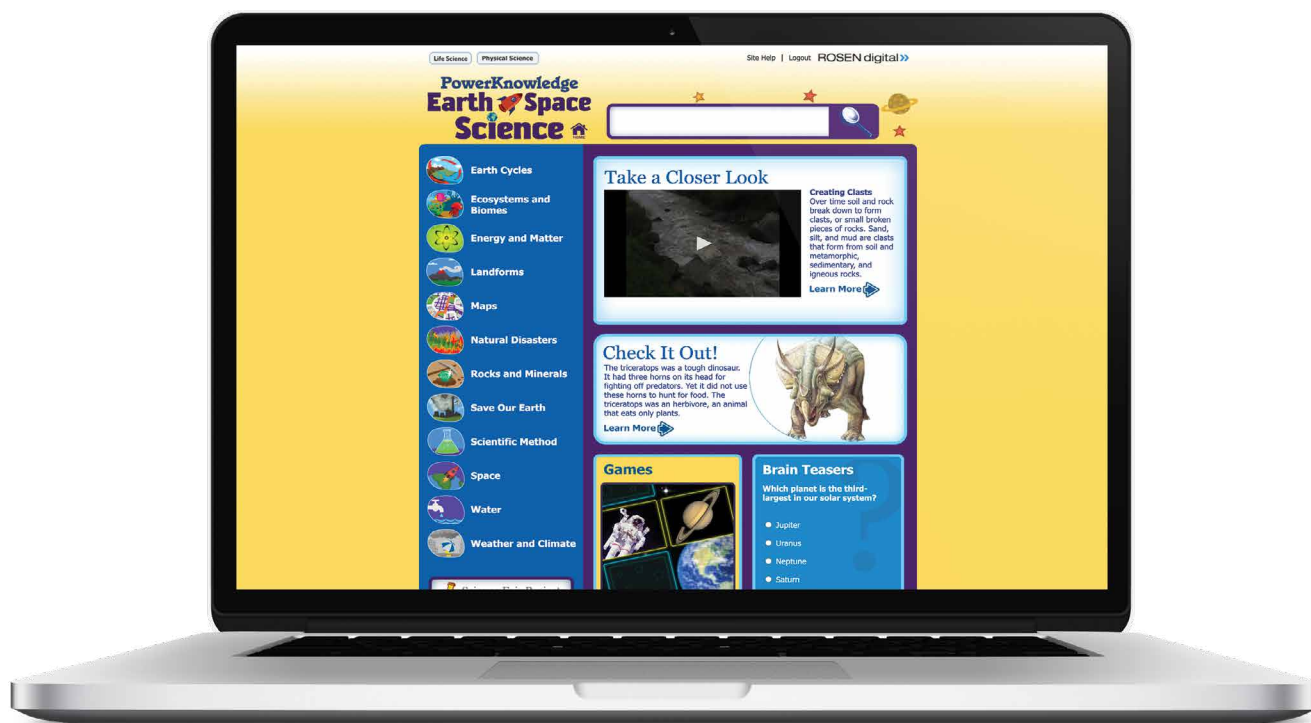 Life Science Physical Science
Site Help | Logout ROSEN digital»
PowerKnowledge
Earth Space
Science
HOME
Earth Cycles
Ecosystems and
Biomes
Energy and Matter
Landforms
Maps
Natural Disasters
Rocks and Minerals
Save Our Earth
Scientific Method
Space
Water
Weather and Climate
Take a Closer Look
Creating Clasts
Over time soil and rock
break down to form
clasts, or small broken
pieces of rocks. Sand,
silt, and mud are clasts
that form from soil and
metamorphic,
sedimentary, and
igneous rocks.
Learn More
Check It Out!
The triceratops was a tough dinosaur.
It had three horns on its head for
fighting off predators. Yet it did not use
these horns to hunt for food. The
triceratops was an herbivore, an animal
that eats only plants.
Learn More
Games
Brain Teasers
Which planet is the third-
largest in our solar system?
Jupiter
Uranus
Neptune
Saturn